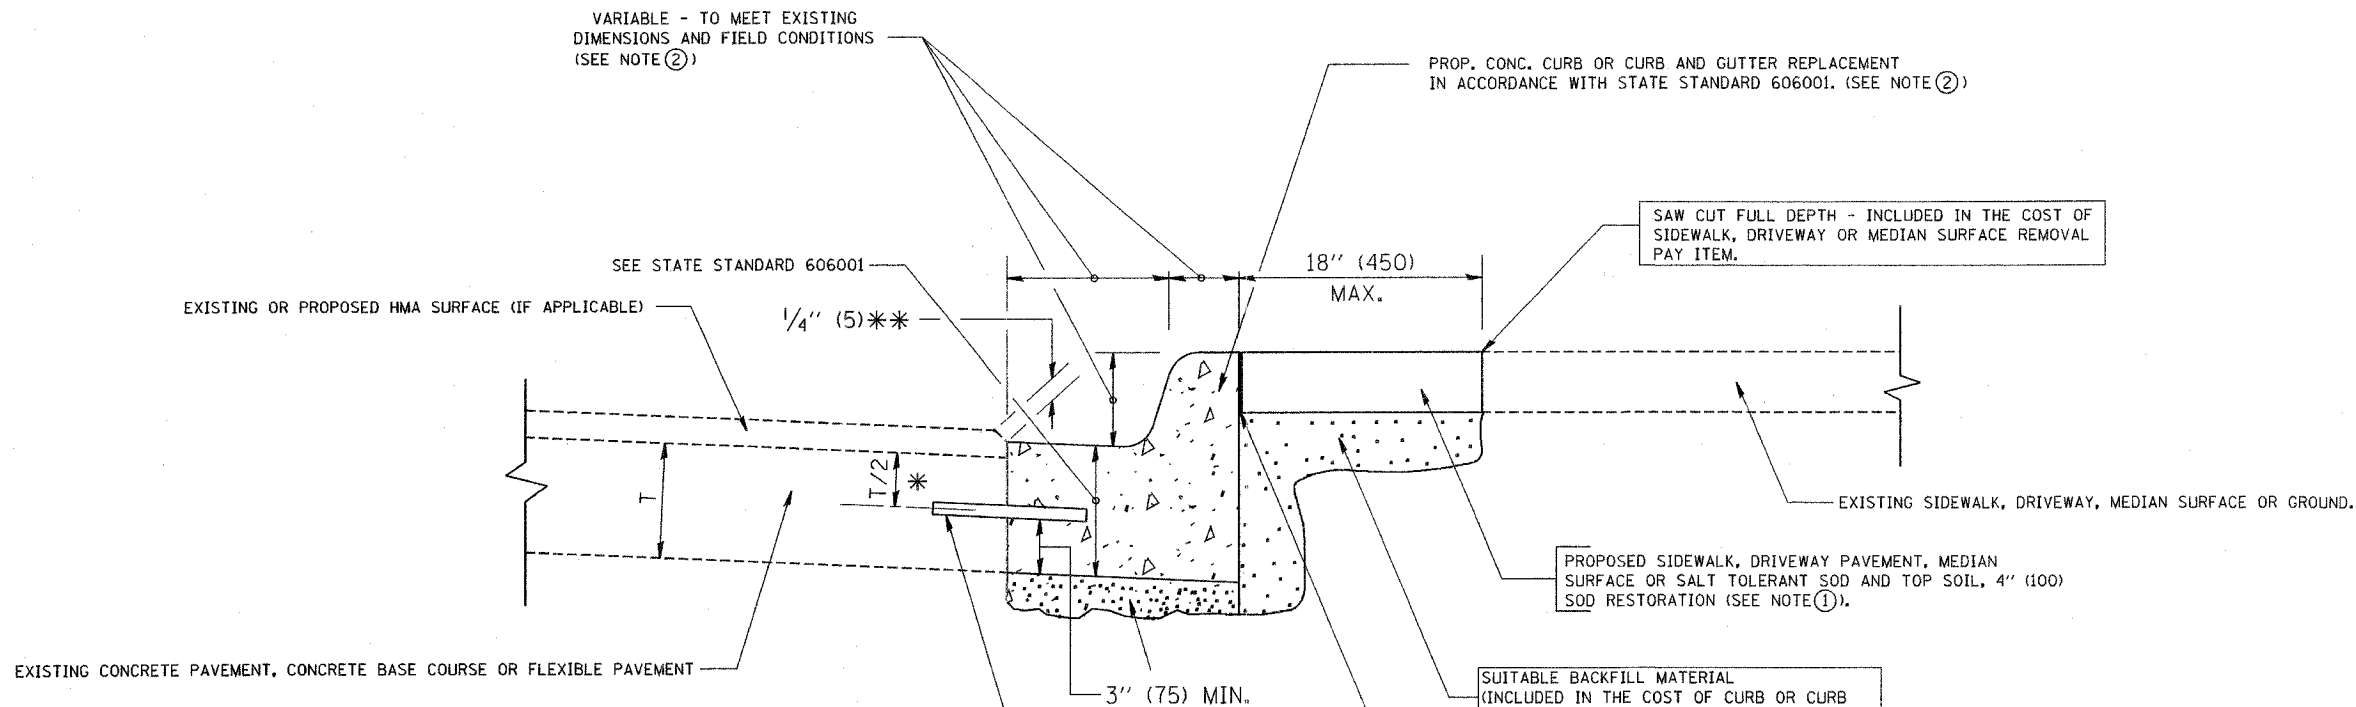 VARIABLE - TO MEET EXISTING
DIMENSIONS AND FIELD CONDITIONS
(SEE NOTE ②)
PROP. CONC. CURB OR CURB AND GUTTER REPLACEMENT
IN ACCORDANCE WITH STATE STANDARD 606001. (SEE NOTE ②)
SAW CUT FULL DEPTH - INCLUDED IN THE COST OF
SIDEWALK, DRIVEWAY OR MEDIAN SURFACE REMOVAL
PAY ITEM.
SEE STATE STANDARD 606001
18" (450)
MAX.
EXISTING OR PROPOSED HMA SURFACE (IF APPLICABLE)
1/4" (5)**
T
T/2
*
EXISTING SIDEWALK, DRIVEWAY, MEDIAN SURFACE OR GROUND.
PROPOSED SIDEWALK, DRIVEWAY PAVEMENT, MEDIAN
SURFACE OR SALT TOLERANT SOD AND TOP SOIL, 4" (100)
SOD RESTORATION (SEE NOTE ①).
EXISTING CONCRETE PAVEMENT, CONCRETE BASE COURSE OR FLEXIBLE PAVEMENT
3" (75) MIN.
SUITABLE BACKFILL MATERIAL
(INCLUDED IN THE COST OF CURB OR CURB